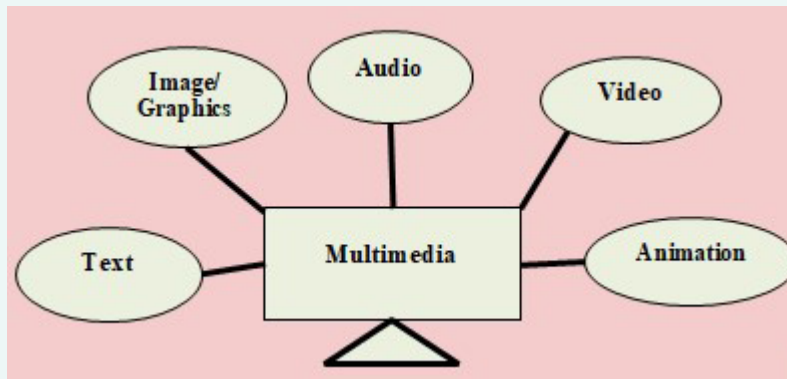 Image/
Graphics
Audio
Video
Text
Multimedia
Animation